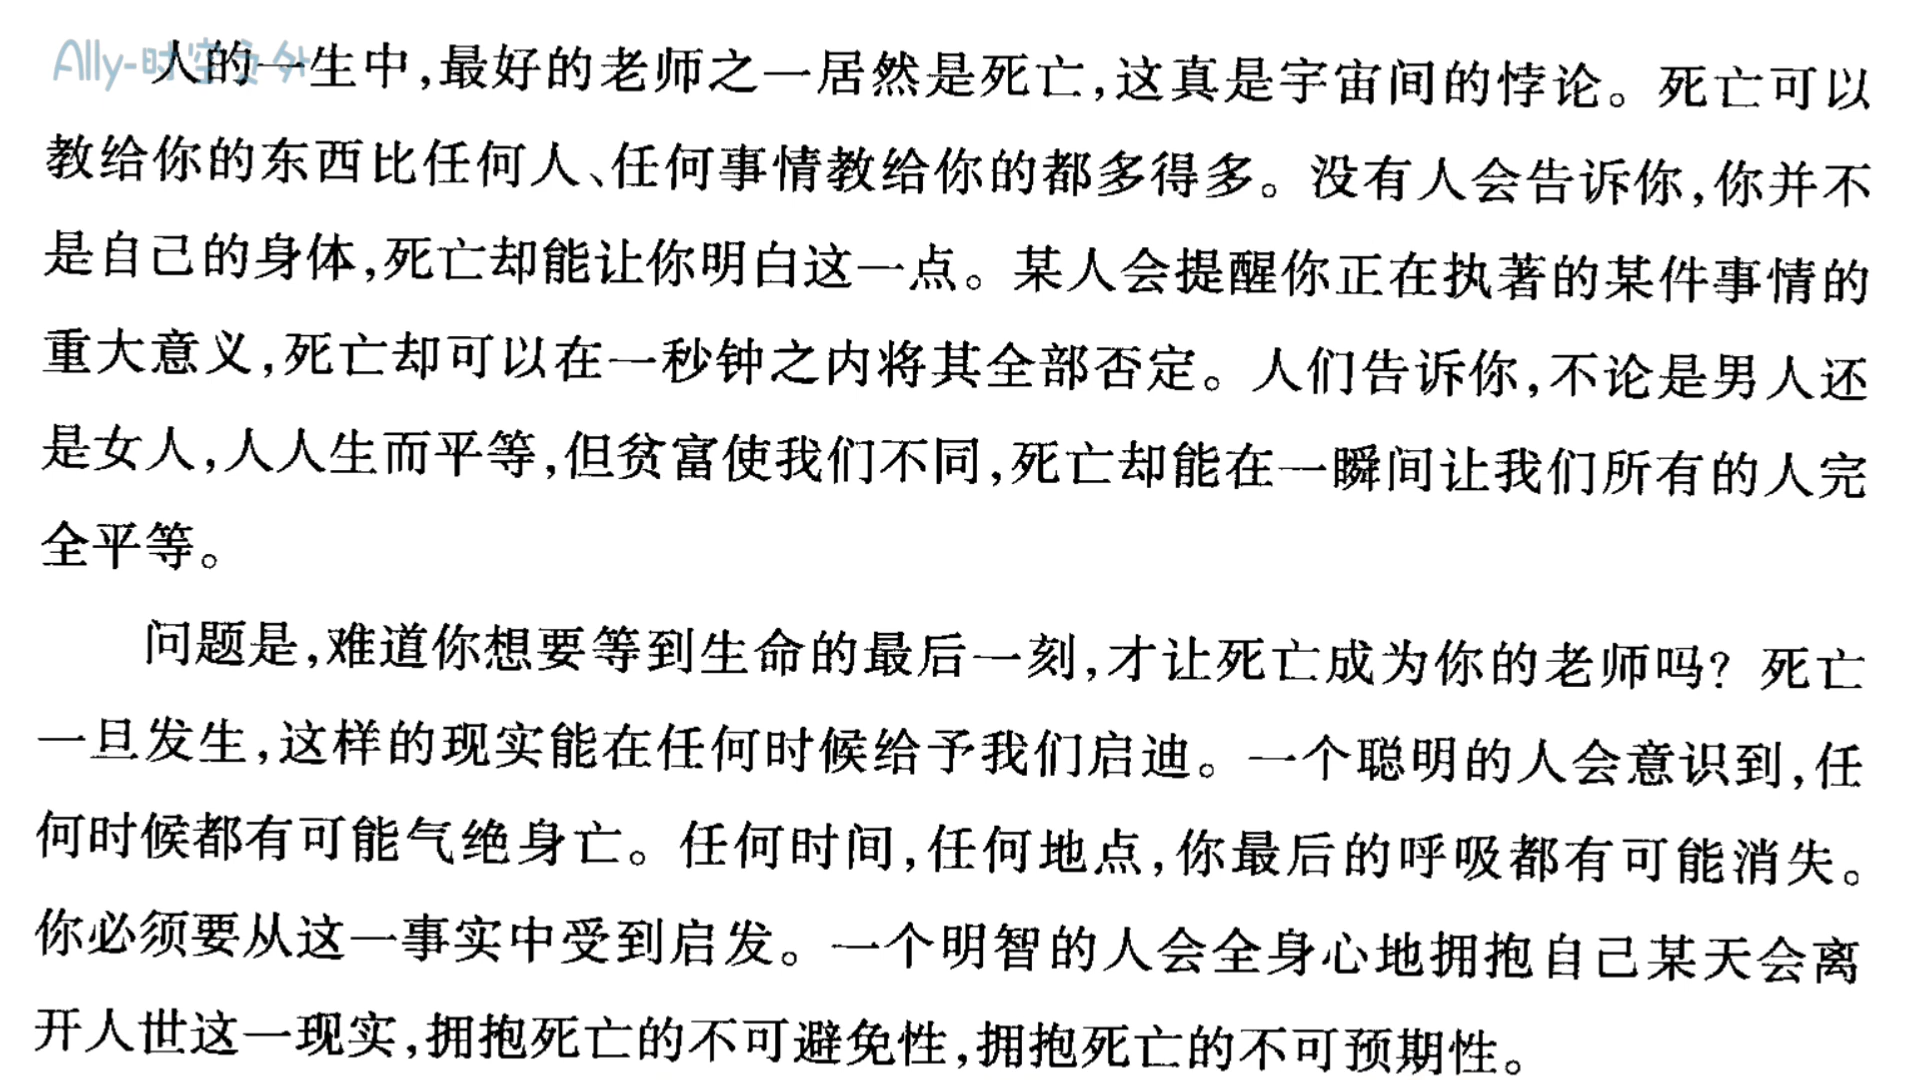 Ally-时空之外
人的一生中,最好的老师之一居然是死亡,这真是宇宙间的悖论。死亡可以
教给你的东西比任何人、任何事情教给你的都多得多。没有人会告诉你,你并不
是自己的身体,死亡却能让你明白这一点。某人会提醒你正在执著的某件事情的
重大意义,死亡却可以在一秒钟之内将其全部否定。人们告诉你,不论是男人还
是女人,人人生而平等,但贫富使我们不同,死亡却能在一瞬间让我们所有的人完
全平等。
问题是,难道你想要等到生命的最后一刻,才让死亡成为你的老师吗?死亡
一旦发生,这样的现实能在任何时候给予我们启迪。一个聪明的人会意识到,任
何时候都有可能气绝身亡。任何时间,任何地点,你最后的呼吸都有可能消失。
你必须要从这一事实中受到启发。一个明智的人会全身心地拥抱自己某天会离
开人世这一现实,拥抱死亡的不可避免性,拥抱死亡的不可预期性。